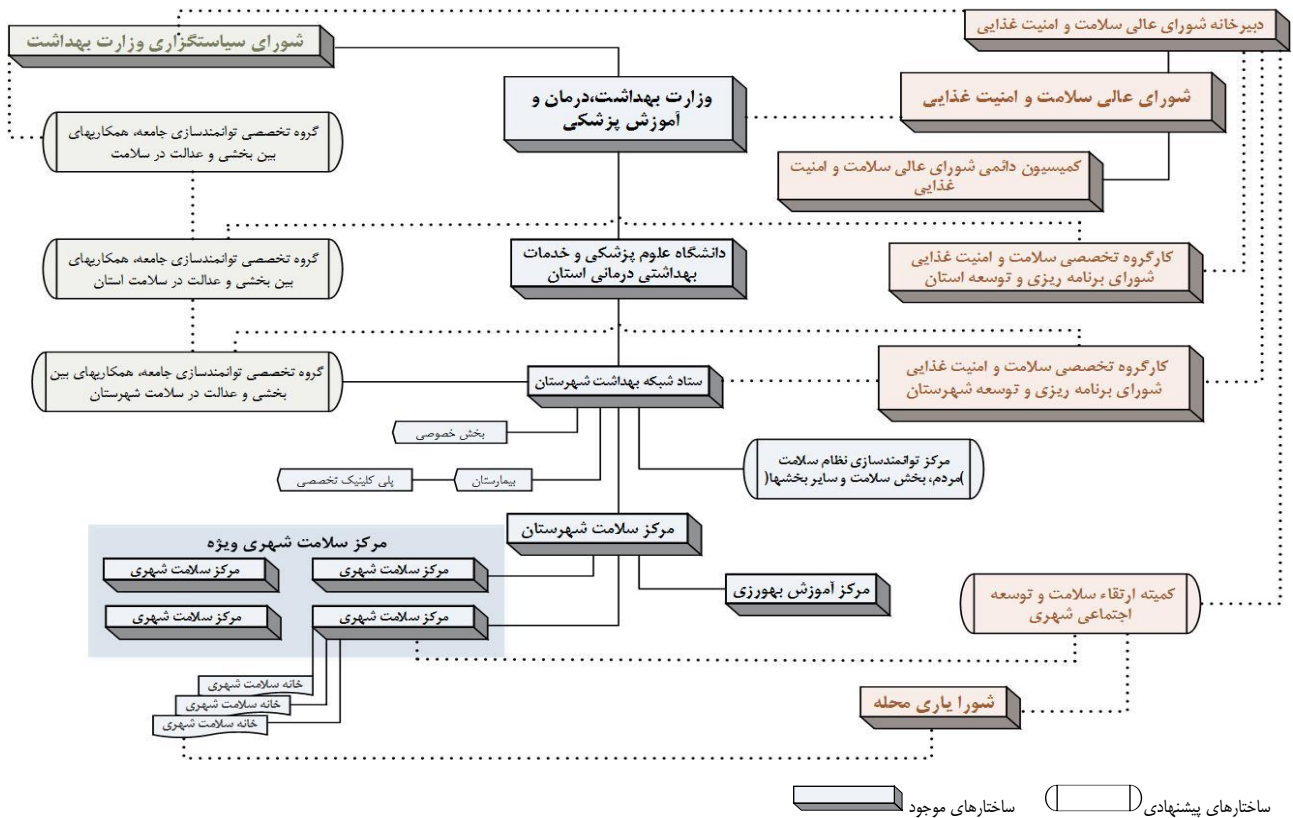 دبیرخانه شورای عالی سلامت و امنیت غذایی
شورای سیاستگزاری وزارت بهداشت
شورای عالی سلامت و امنیت غذایی
وزارت بهداشت،درمان و
آموزش پزشکی
گروه تخصصی توانمندسازی جامعه، همکاریهای
بین بخشی و عدالت در سلامت
کمیسیون دائمی شورای عالی سلامت و امنیت
غذایی
کارگروه تخصصی سلامت و امنیت غذایی
شورای برنامه ریزی و توسعه استان
دانشگاه علوم پزشکی و خدمات
بهداشتی درمانی استان
گروه تخصصی توانمندسازی جامعه، همکاریهای
بین بخشی و عدالت در سلامت استان
کارگروه تخصصی سلامت و امنیت غذایی
شورای برنامه ریزی و توسعه شهرستان
ستاد شبکه بهداشت شهرستان
گروه تخصصی توانمندسازی جامعه، همکاریهای بین
بخشی و عدالت در سلامت شهرستان
بخش خصوصی
مرکز توانمندسازی نظام سلامت
)مردم، بخش سلامت و سایر بخشها(
بیمارستان
پلی کلینیک تخصصی
مرکز سلامت شهرستان
مرکز سلامت شهری ویژه
مرکز سلامت شهری
مرکز سلامت شهری
مرکز آموزش بهورزی
کمیته ارتقاء سلامت و توسعه
اجتماعی شهری
مرکز سلامت شهری
مرکز سلامت شهری
خانه سلامت شهری
خانه سلامت شهری
خانه سلامت شهری
شورا یاری محله
ساختارهای پیشنهادی
ساختارهای موجود